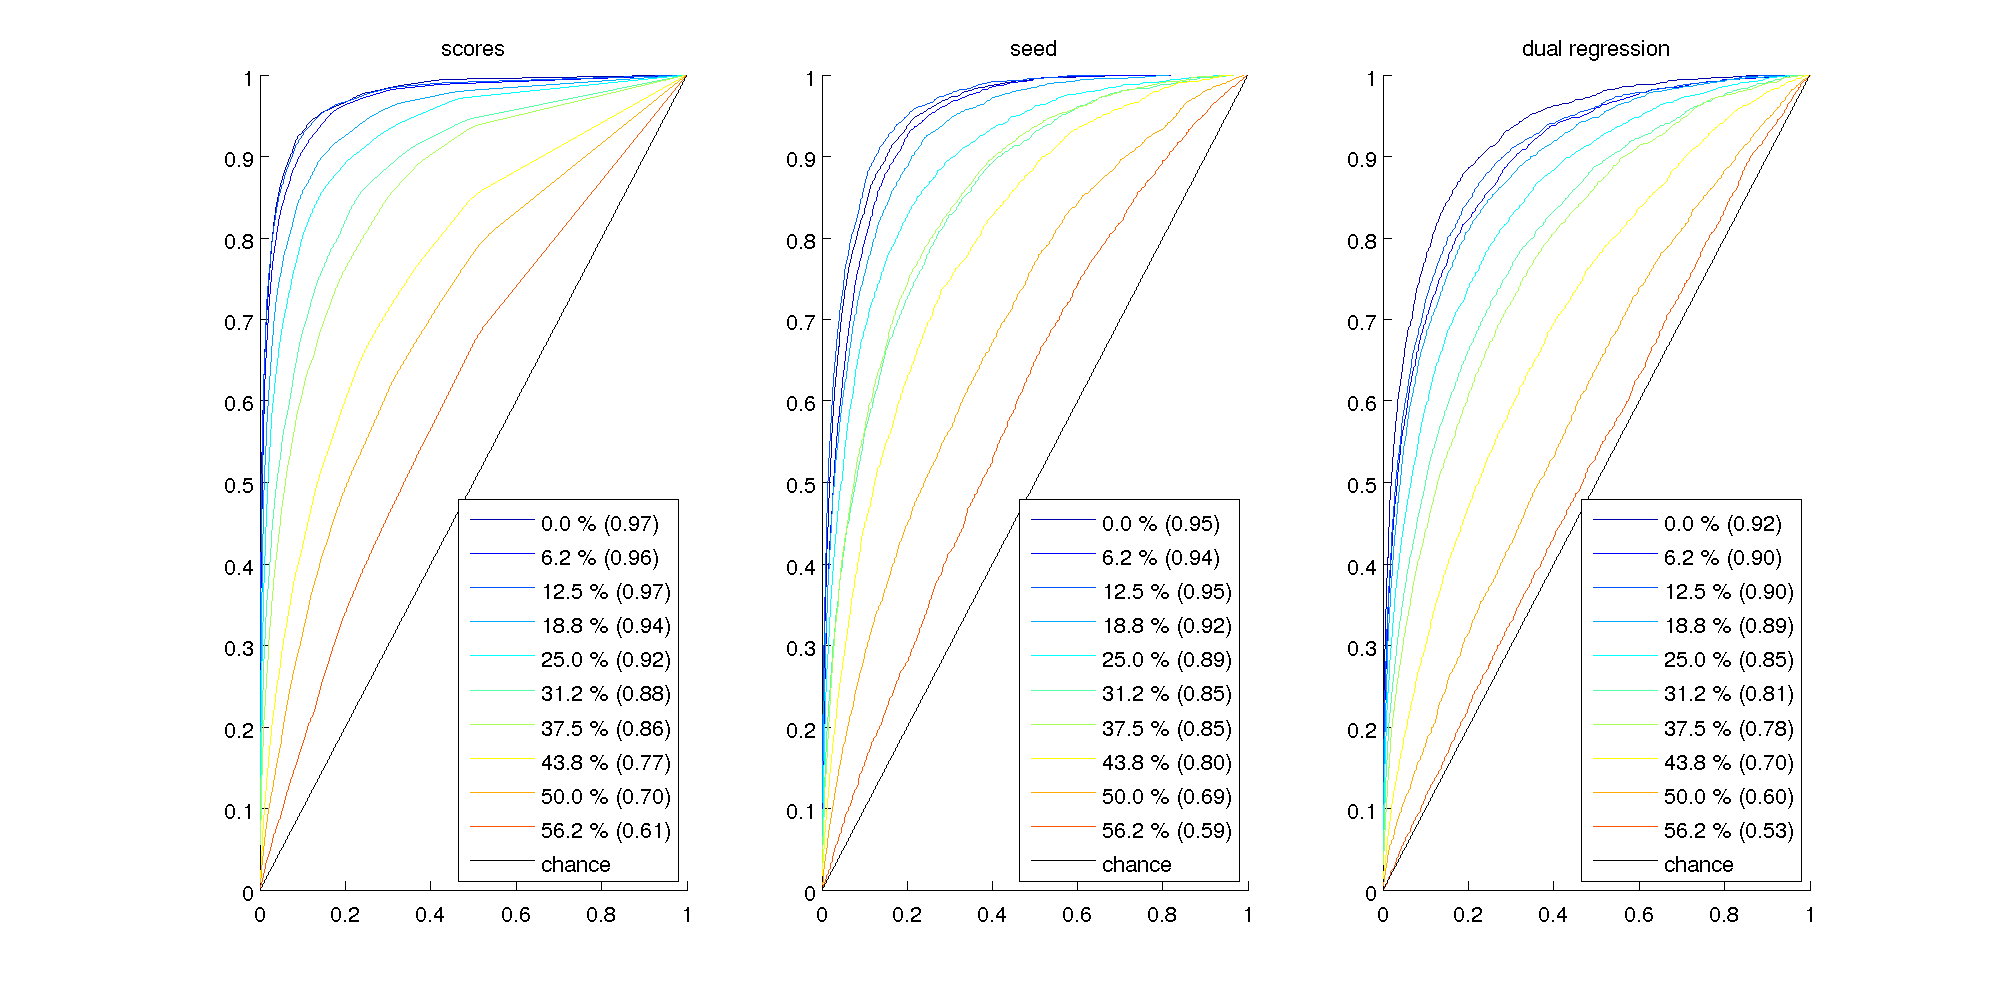 scores
1
0.9
0.8
0.7
0.6
0.5
0.4
0.3
0.2
0.1
0
0 0.2 0.4 0.6 0.8 1
0.0 % (0.97)
6.2 % (0.96)
12.5 % (0.97)
18.8 % (0.94)
25.0 % (0.92)
31.2 % (0.88)
37.5 % (0.86)
43.8 % (0.77)
50.0 % (0.70)
56.2 % (0.61)
chance
seed
1
0.9
0.8
0.7
0.6
0.5
0.4
0.3
0.2
0.1
0
0 0.2 0.4 0.6 0.8 1
0.0 % (0.95)
6.2 % (0.94)
12.5 % (0.95)
18.8 % (0.92)
25.0 % (0.89)
31.2 % (0.85)
37.5 % (0.85)
43.8 % (0.80)
50.0 % (0.69)
56.2 % (0.59)
chance
dual regression
1
0.9
0.8
0.7
0.6
0.5
0.4
0.3
0.2
0.1
0
0 0.2 0.4 0.6 0.8 1
0.0 % (0.92)
6.2 % (0.90)
12.5 % (0.90)
18.8 % (0.89)
25.0 % (0.85)
31.2 % (0.81)
37.5 % (0.78)
43.8 % (0.70)
50.0 % (0.60)
56.2 % (0.53)
chance